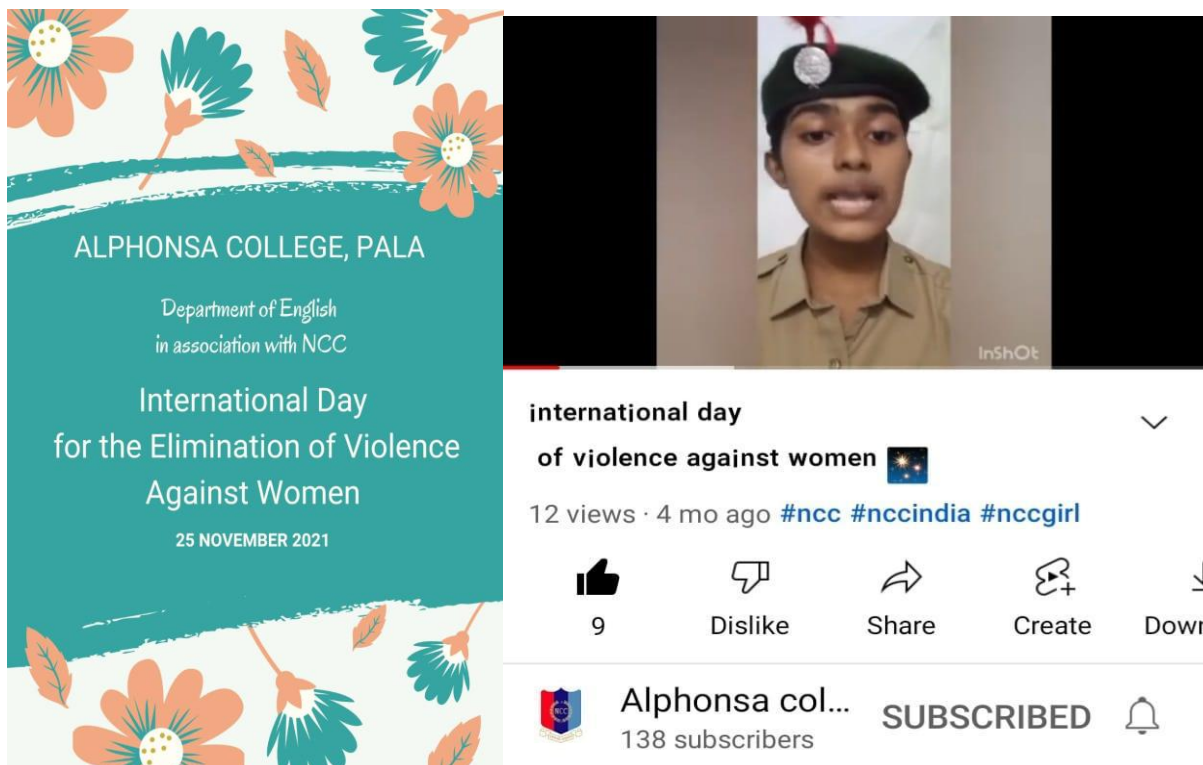 ALPHONSA COLLEGE, PALA
Department of English
in association with NCC
International Day
for the Elimination of Violence
Against Women
25 NOVEMBER 2021
InShOt
international day
of violence against women
12 views · 4 mo ago #ncc #nccindia #nccgirl
9 Dislike Share Create Down
Alphonsa col... SUBSCRIBED
138 subscribers
NCC